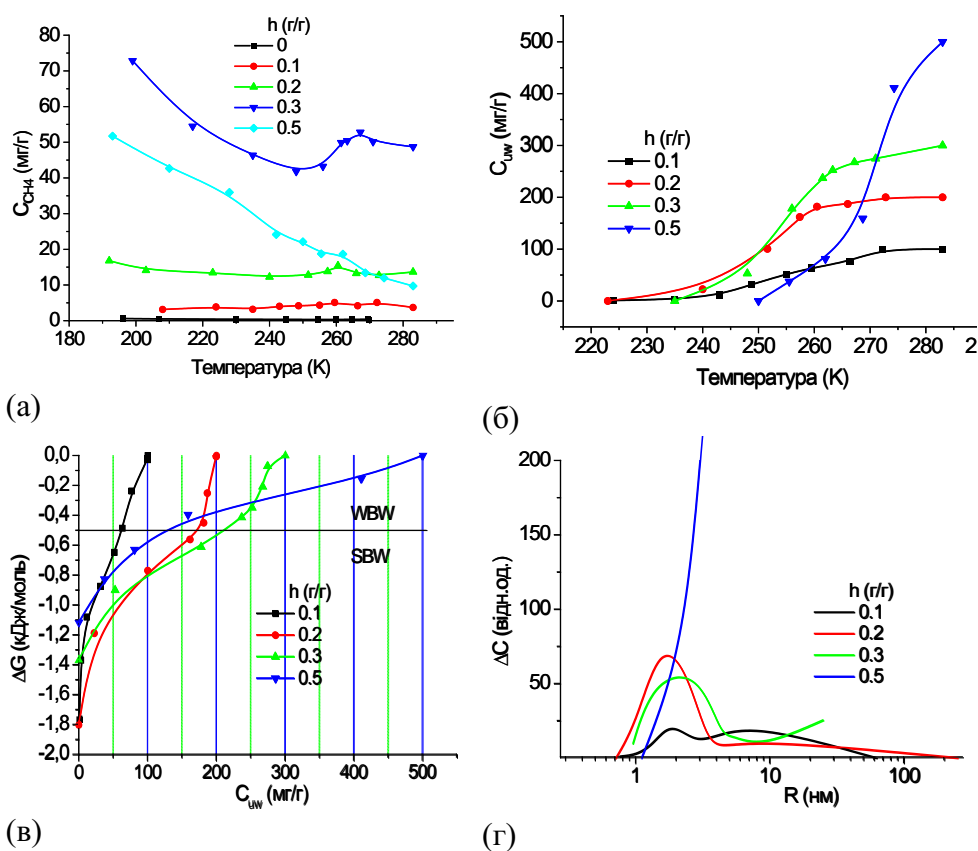 h (г/г)
0
0.1
0.2
0.3
0.5
C_CH4 (мг/г)
80
70
60
50
40
30
20
10
0
180 200 220 240 260 280
Температура (K)
(а)
h (г/г)
0.1
0.2
0.3
0.5
C_uw (мг/г)
500
400
300
200
100
0
220 230 240 250 260 270 280 2
Температура (K)
(б)
ΔG (кДж/моль)
0,0
-0,2
-0,4
-0,6
-0,8
-1,0
-1,2
-1,4
-1,6
-1,8
-2,0
WBW
SBW
h (г/г)
0.1
0.2
0.3
0.5
0 100 200 300 400 500
C_uw (мг/г)
(в)
ΔC (відн.од.)
200
150
100
50
h (г/г)
0.1
0.2
0.3
0.5
1 10 100
R (нм)
(г)